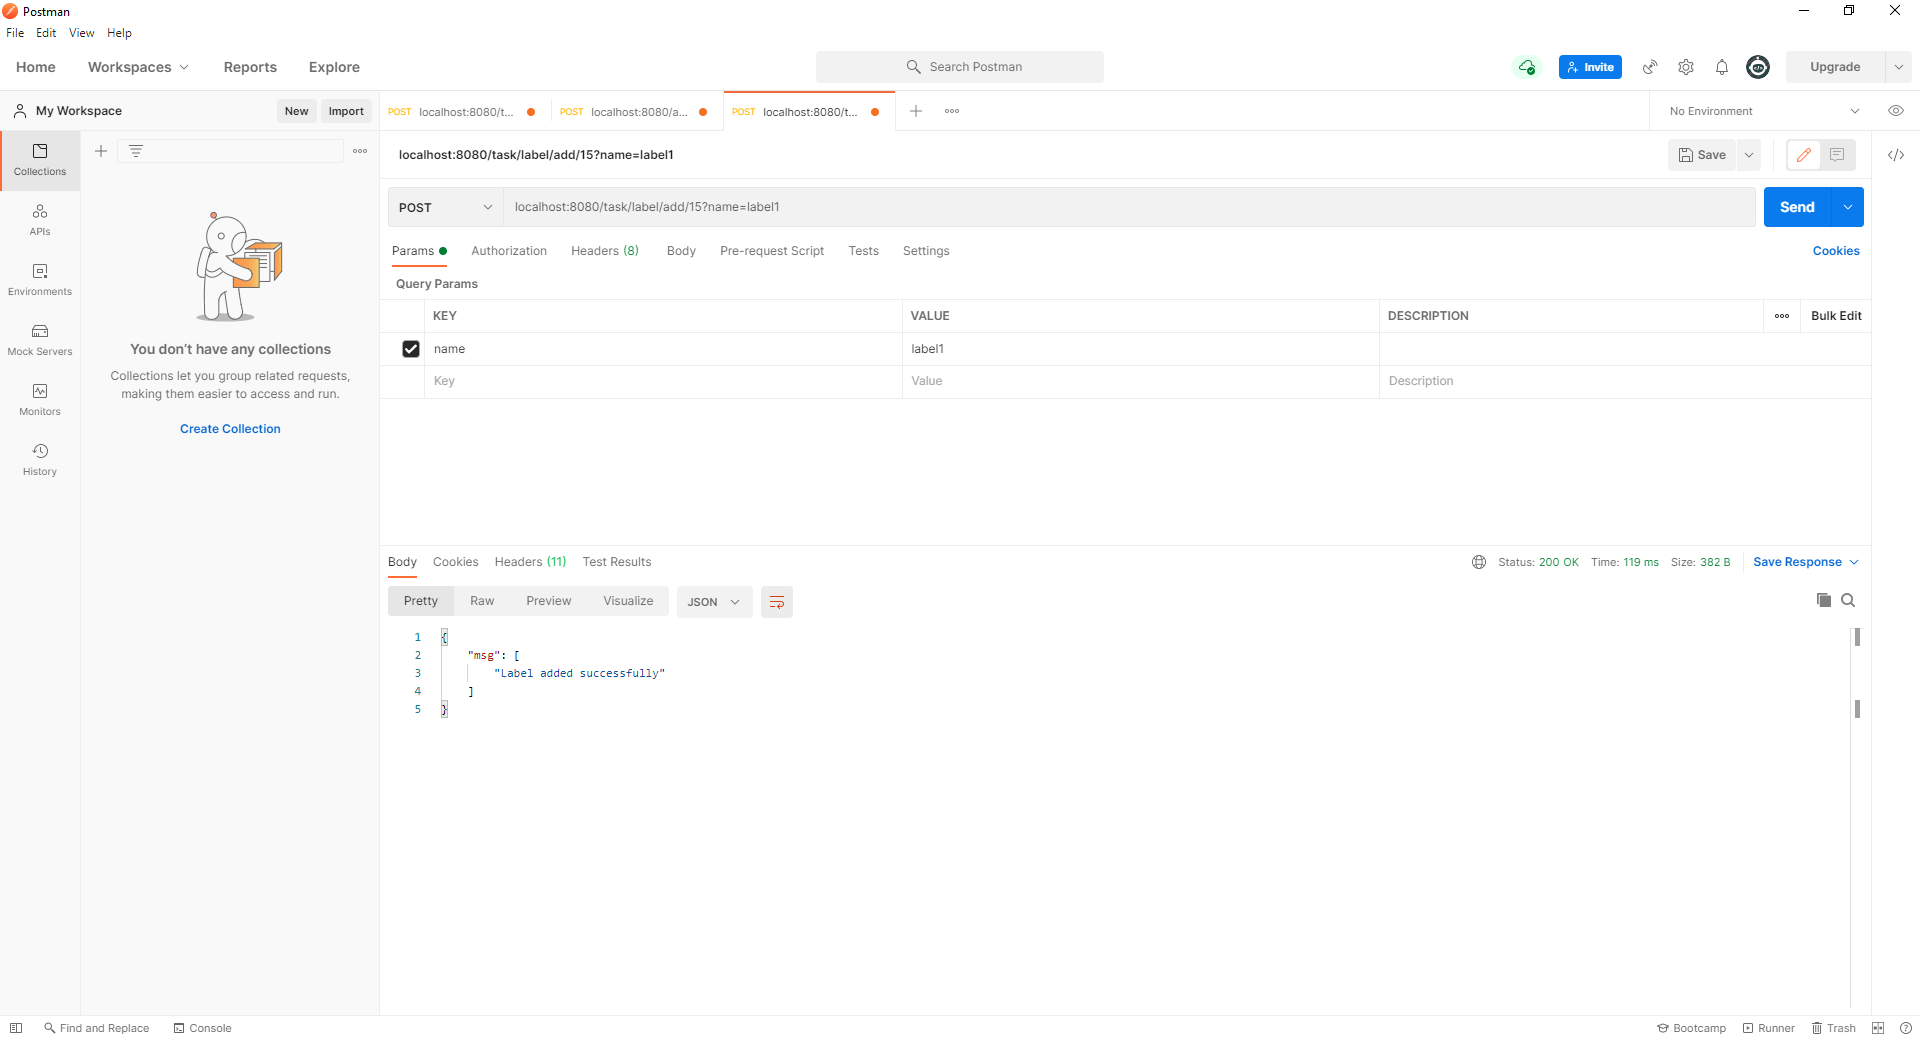 Postman
File Edit View Help
Home Workspaces Reports Explore Search Postman Invite Upgrade
My Workspace New Import
POST localhost:8080/t... POST localhost:8080/a... POST localhost:8080/t... No Environment
Collections
APIs
Environments
Mock Servers
Monitors
History
You don't have any collections
Collections let you group related requests,
making them easier to access and run.
Create Collection
localhost:8080/task/label/add/15?name=label1 Save
POST localhost:8080/task/label/add/15?name=label1 Send
Params Authorization Headers (8) Body Pre-request Script Tests Settings Cookies
Query Params
KEY VALUE DESCRIPTION Bulk Edit
name label1
Key Value Description
Body Cookies Headers (11) Test Results Status: 200 OK Time: 119 ms Size: 382 B Save Response
Pretty Raw Preview Visualize JSON
1 {
2 "msg": [
3 "Label added successfully"
4 ]
5 }
Find and Replace Console Bootcamp Runner Trash